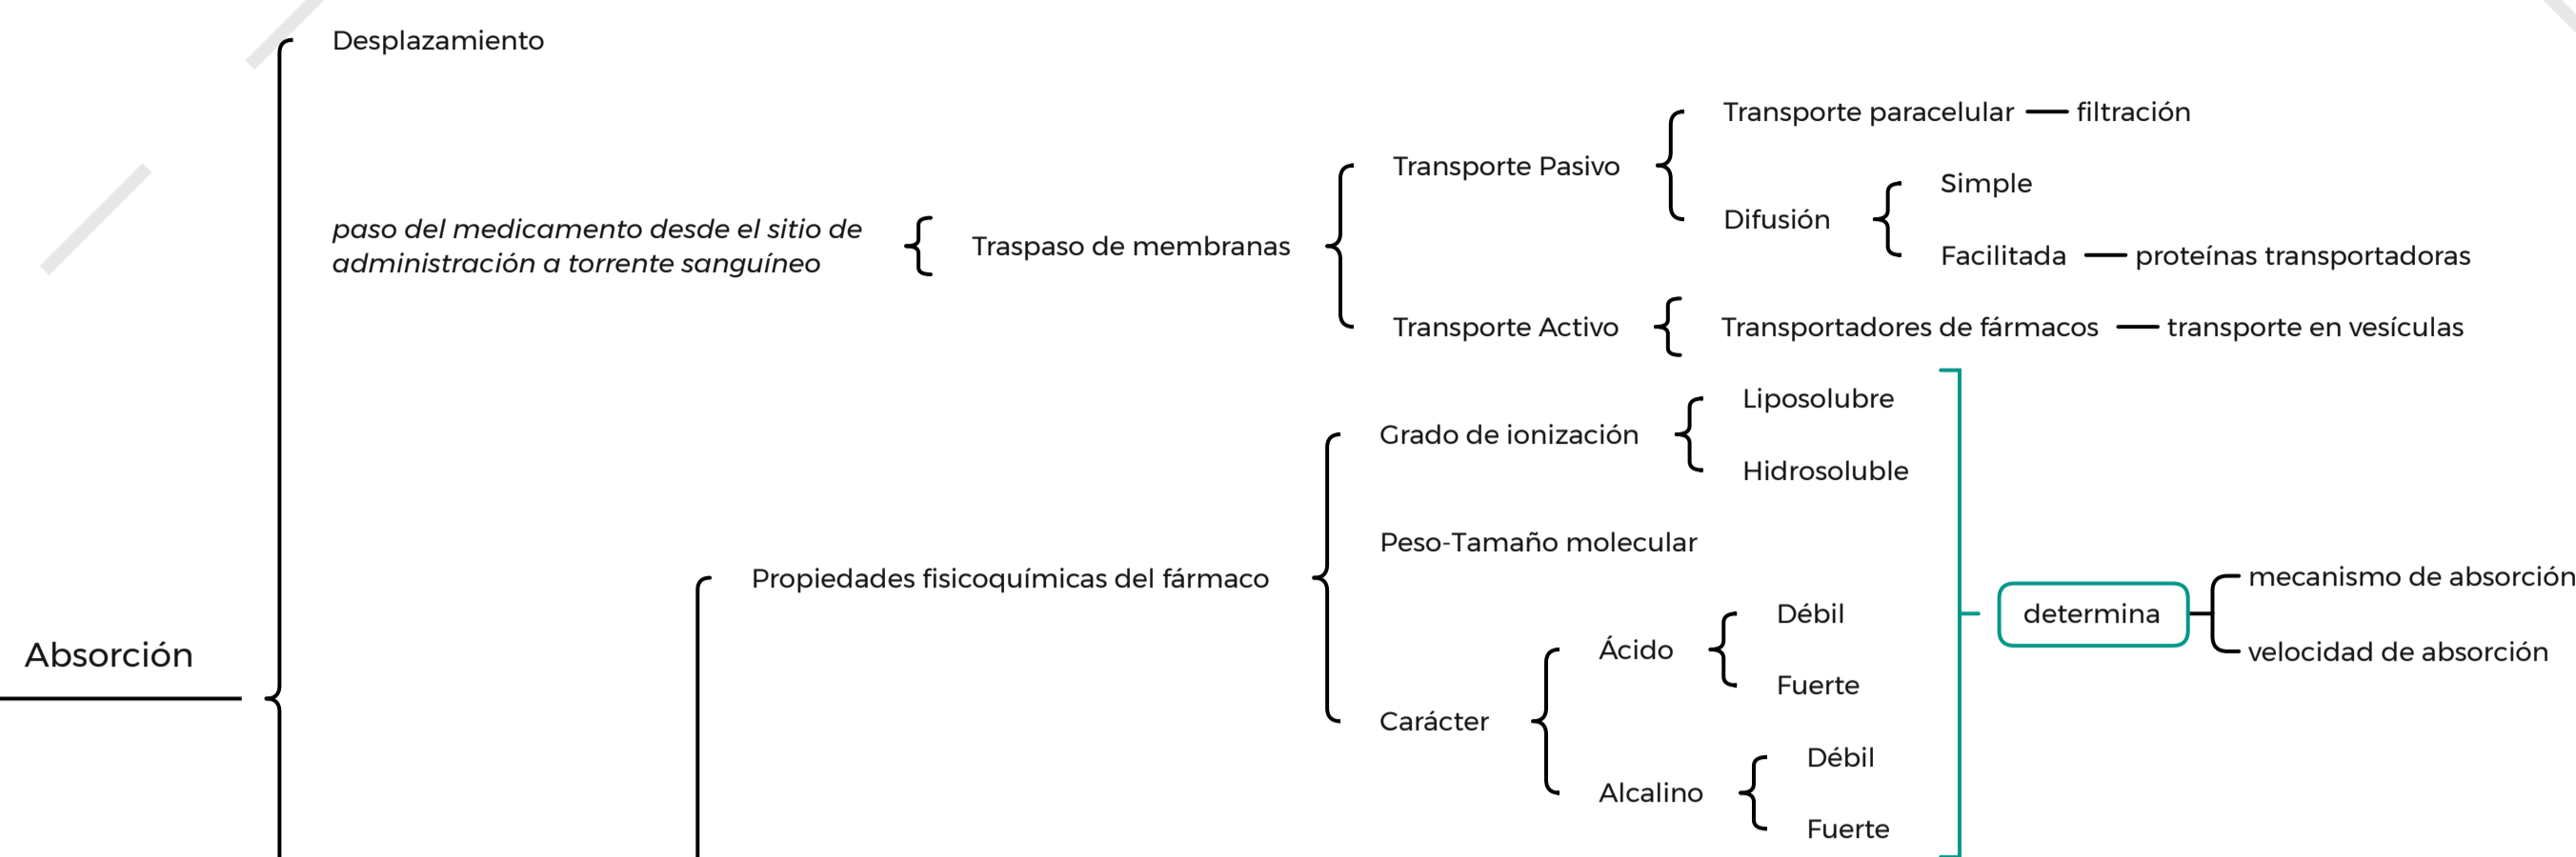 Desplazamiento
Transporte paracelular — filtración
Transporte Pasivo
Simple
Difusión
Facilitada — proteínas transportadoras
paso del medicamento desde el sitio de
administración a torrente sanguíneo
Traspaso de membranas
Transporte Activo
Transportadores de fármacos — transporte en vesículas
Liposolubre
Grado de ionización
Hidrosoluble
Peso-Tamaño molecular
Propiedades fisicoquímicas del fármaco
Débil
Ácido
Fuerte
Carácter
Débil
Alcalino
Fuerte
determina
mecanismo de absorción
velocidad de absorción
Absorción